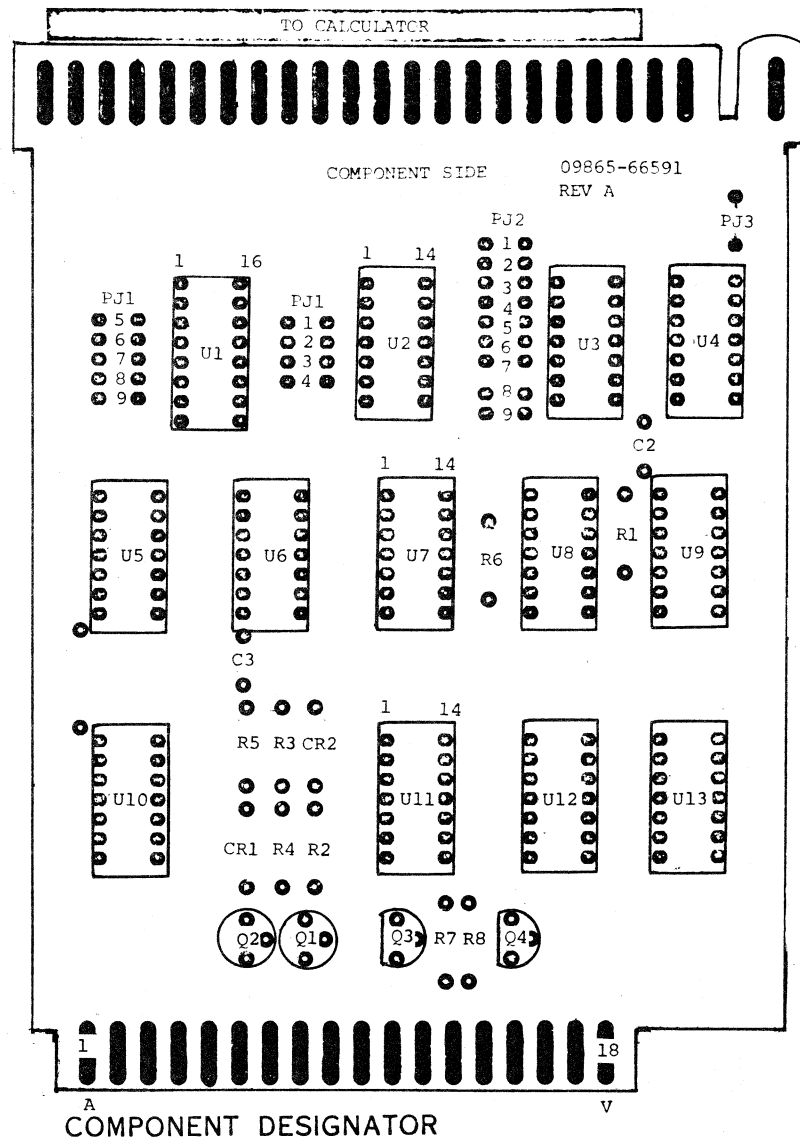 TO CALCULATOR
COMPONENT SIDE
09865-66591
REV A
PJ3
PJ2
1
2
3
4
5
6
7
8
9
1 16
1 14
PJ1
5
6
7
8
9
U1
PJ1
1
2
3
4
U2
U3
U4
C2
1 14
U5
U6
U7
R6
U8
R1
U9
C3
R5 R3 CR2
1 14
U10
U11
U12
U13
CR1 R4 R2
Q2
Q1
Q3
R7 R8
Q4
1
18
A
V
COMPONENT DESIGNATOR